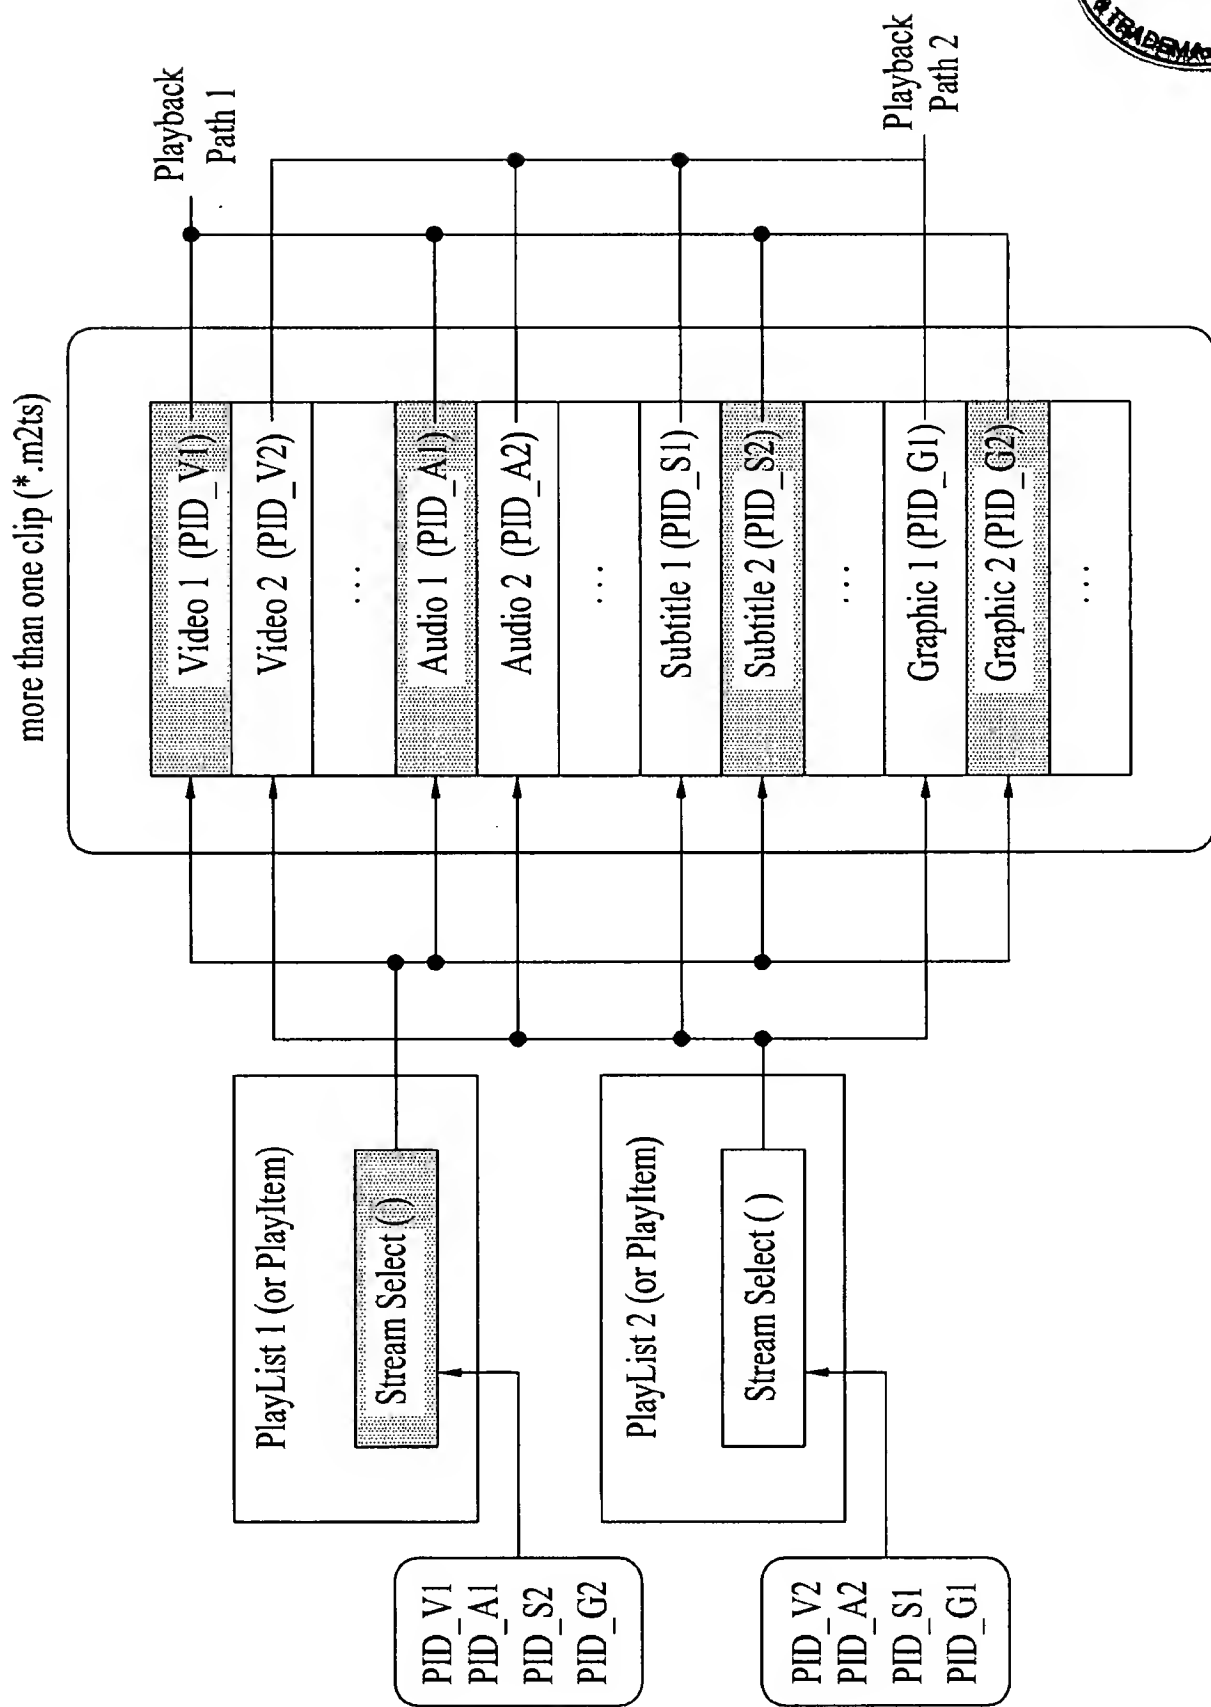 more than one clip (*.m2ts)
PlayList 1 (or PlayItem)
Stream Select ( )
PID_V1
PID_A1
PID_S2
PID_G2
PlayList 2 (or PlayItem)
Stream Select ( )
PID_V2
PID_A2
PID_S1
PID_G1
Video 1 (PID_V1)
Video 2 (PID_V2)
...
Audio 1 (PID_A1)
Audio 2 (PID_A2)
...
Subtitle 1 (PID_S1)
Subtitle 2 (PID_S2)
...
Graphic 1 (PID_G1)
Graphic 2 (PID_G2)
...
Playback
Path 1
Playback
Path 2